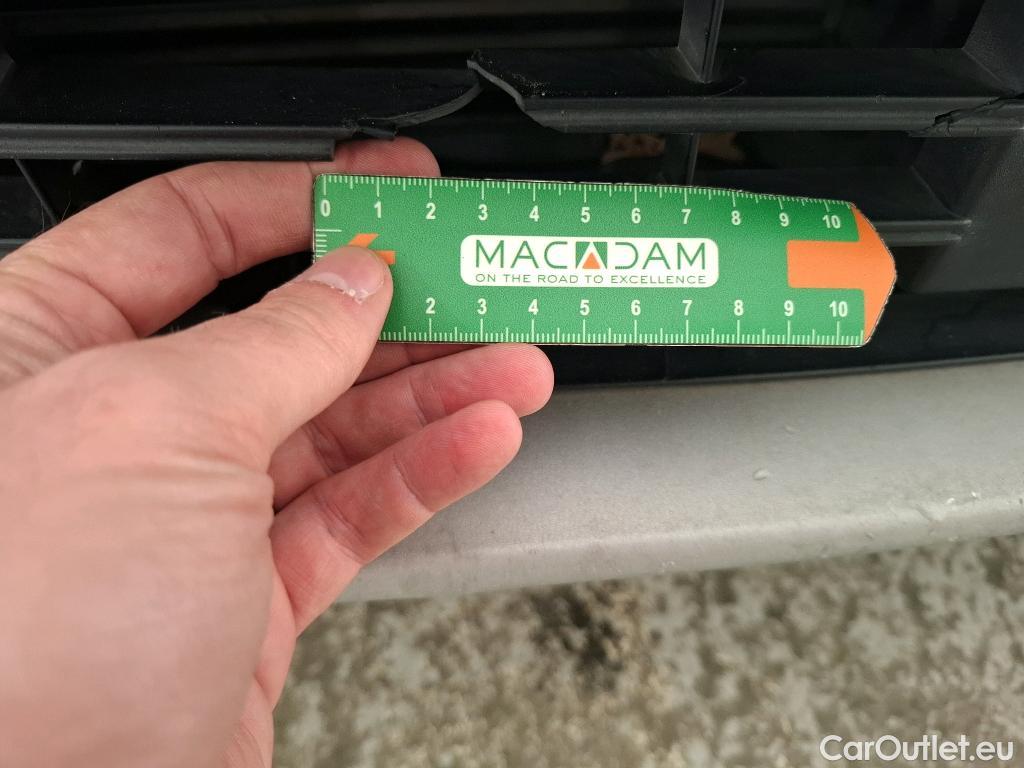 0 1 2 3 4 5 6 7 8 9 10
MACADAM
ON THE ROAD TO EXCELLENCE
2 3 4 5 6 7 8 9 10
CarOutlet.eu